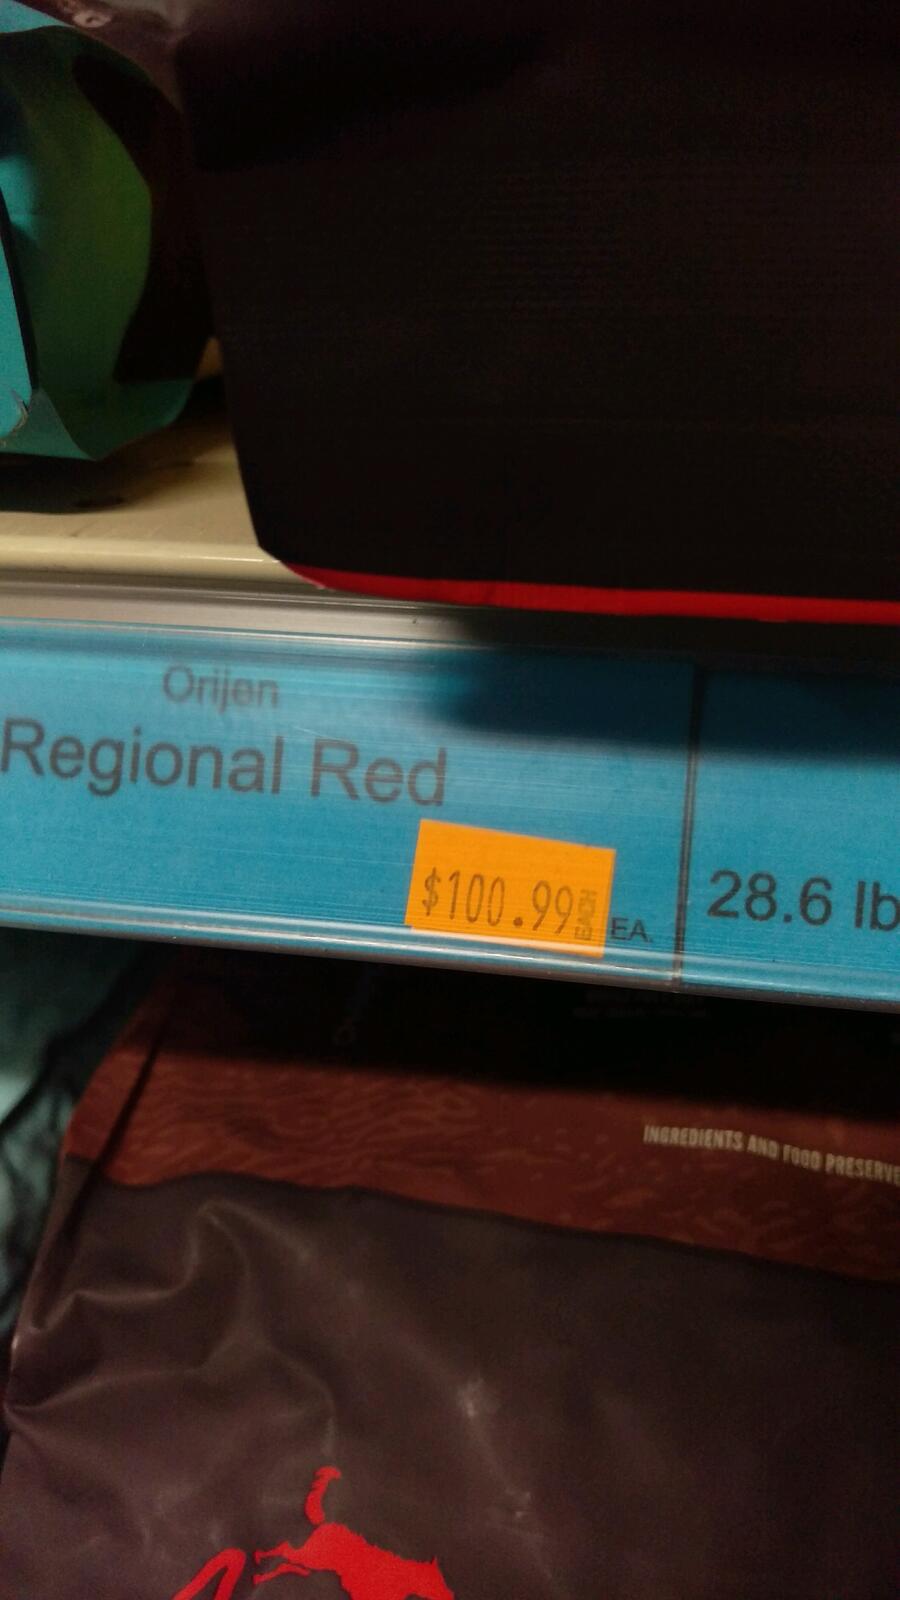 Orijen
Regional Red
$100.99 EACH
EA.
28.6 lb
INGREDIENTS AND FOOD PRESERVE